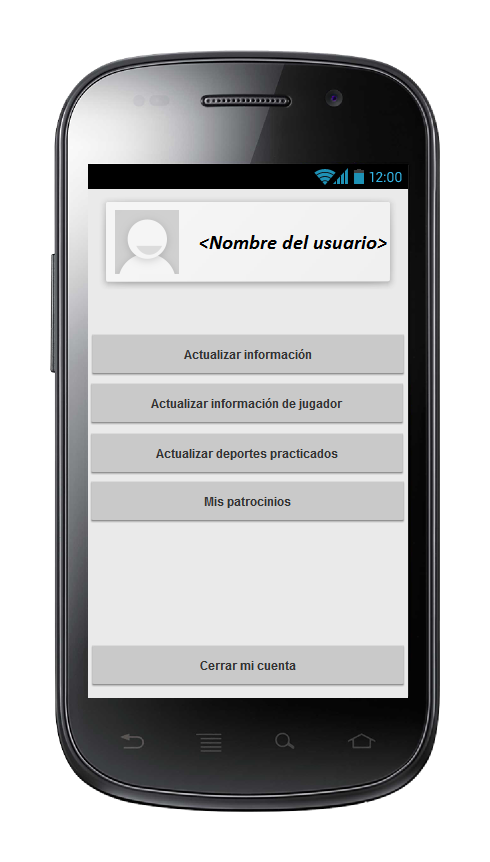 12:00
<Nombre del usuario>
Actualizar información
Actualizar información de jugador
Actualizar deportes practicados
Mis patrocinios
Cerrar mi cuenta